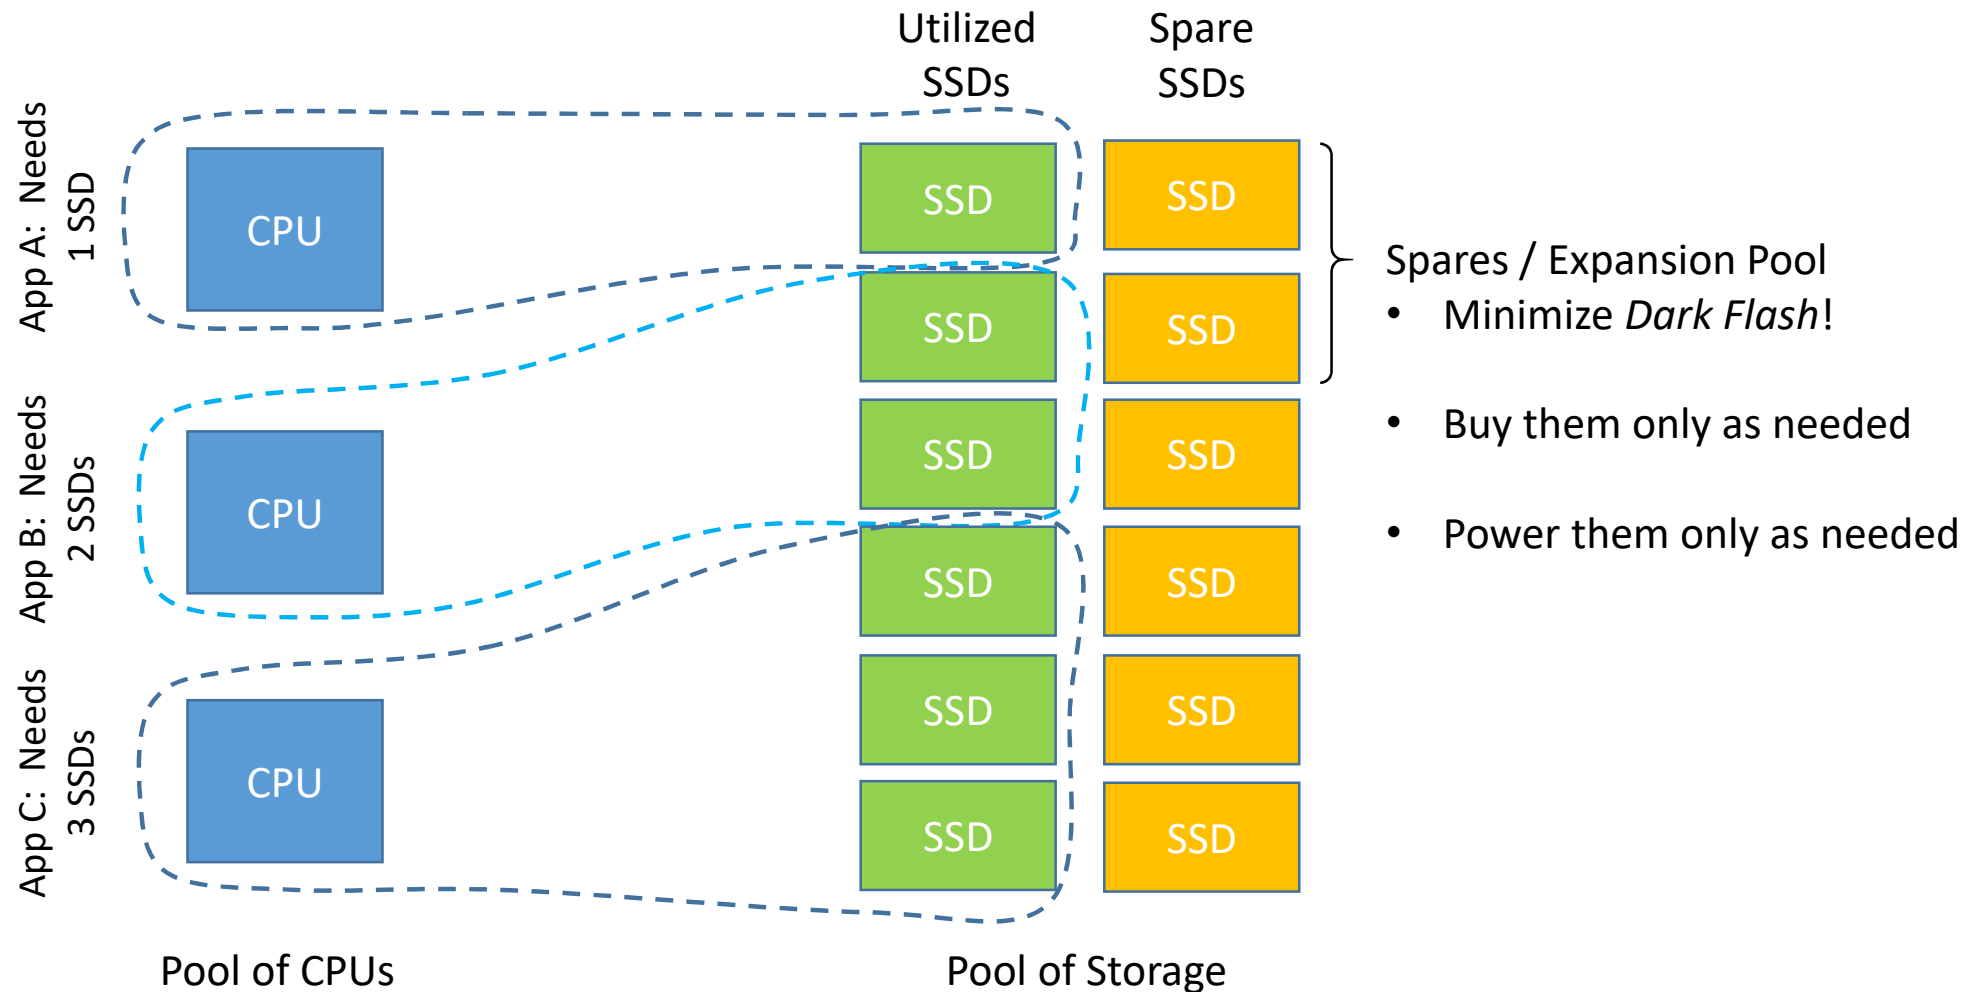 Utilized
SSDs
Spare
SSDs
App A:  Needs
1 SSD
CPU
SSD
SSD
SSD
SSD
Spares / Expansion Pool
• Minimize Dark Flash!
App B:  Needs
2 SSDs
CPU
SSD
SSD
• Buy them only as needed
SSD
SSD
• Power them only as needed
App C:  Needs
3 SSDs
CPU
SSD
SSD
SSD
SSD
Pool of CPUs
Pool of Storage